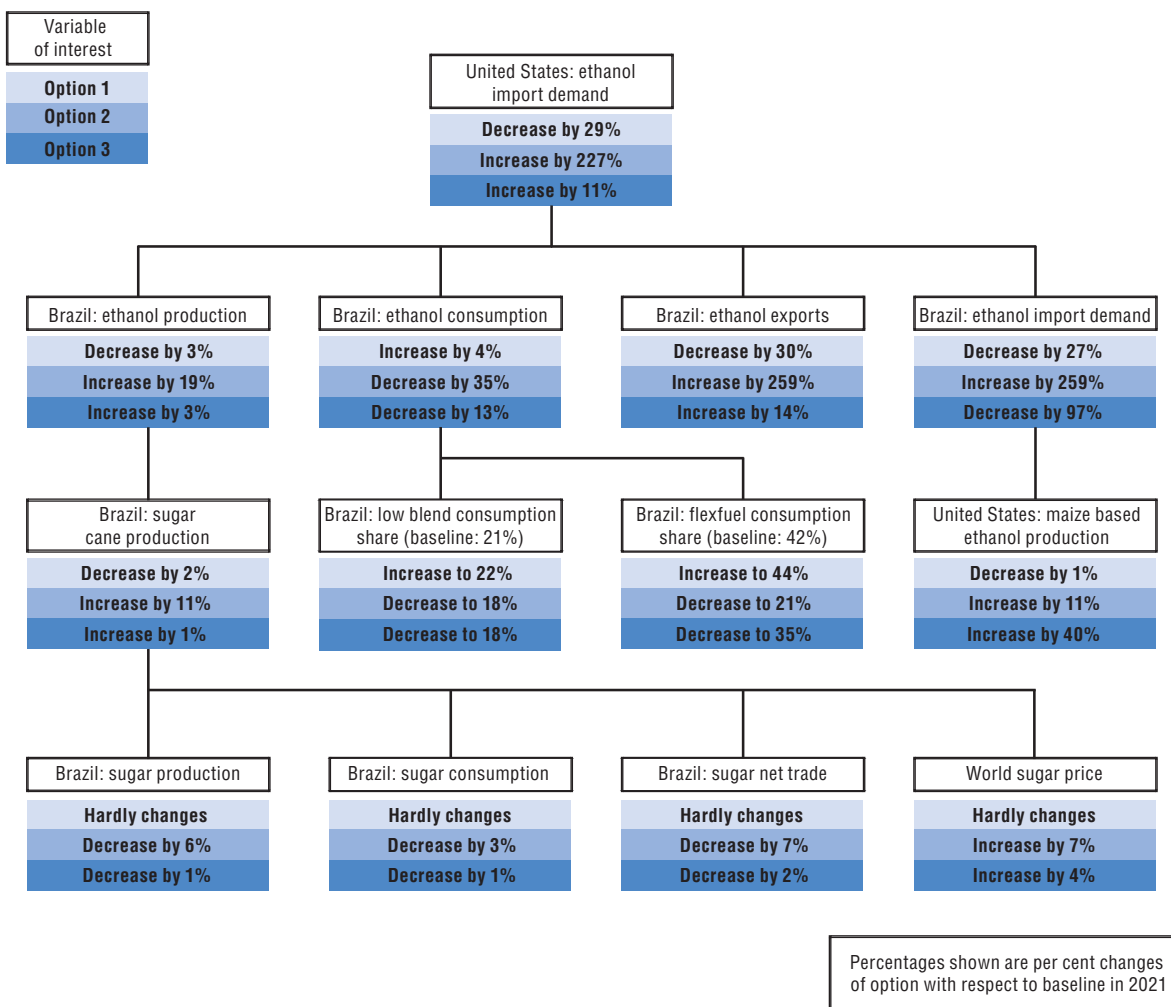 Variable
of interest
Option 1
Option 2
Option 3
United States: ethanol
import demand
Decrease by 29%
Increase by 227%
Increase by 11%
Brazil: ethanol production
Decrease by 3%
Increase by 19%
Increase by 3%
Brazil: ethanol consumption
Increase by 4%
Decrease by 35%
Decrease by 13%
Brazil: ethanol exports
Decrease by 30%
Increase by 259%
Increase by 14%
Brazil: ethanol import demand
Decrease by 27%
Increase by 259%
Decrease by 97%
Brazil: sugar
cane production
Decrease by 2%
Increase by 11%
Increase by 1%
Brazil: low blend consumption
share (baseline: 21%)
Increase to 22%
Decrease to 18%
Decrease to 18%
Brazil: flexfuel consumption
share (baseline: 42%)
Increase to 44%
Decrease to 21%
Decrease to 35%
United States: maize based
ethanol production
Decrease by 1%
Increase by 11%
Increase by 40%
Brazil: sugar production
Hardly changes
Decrease by 6%
Decrease by 1%
Brazil: sugar consumption
Hardly changes
Decrease by 3%
Decrease by 1%
Brazil: sugar net trade
Hardly changes
Decrease by 7%
Decrease by 2%
World sugar price
Hardly changes
Increase by 7%
Increase by 4%
Percentages shown are per cent changes
of option with respect to baseline in 2021